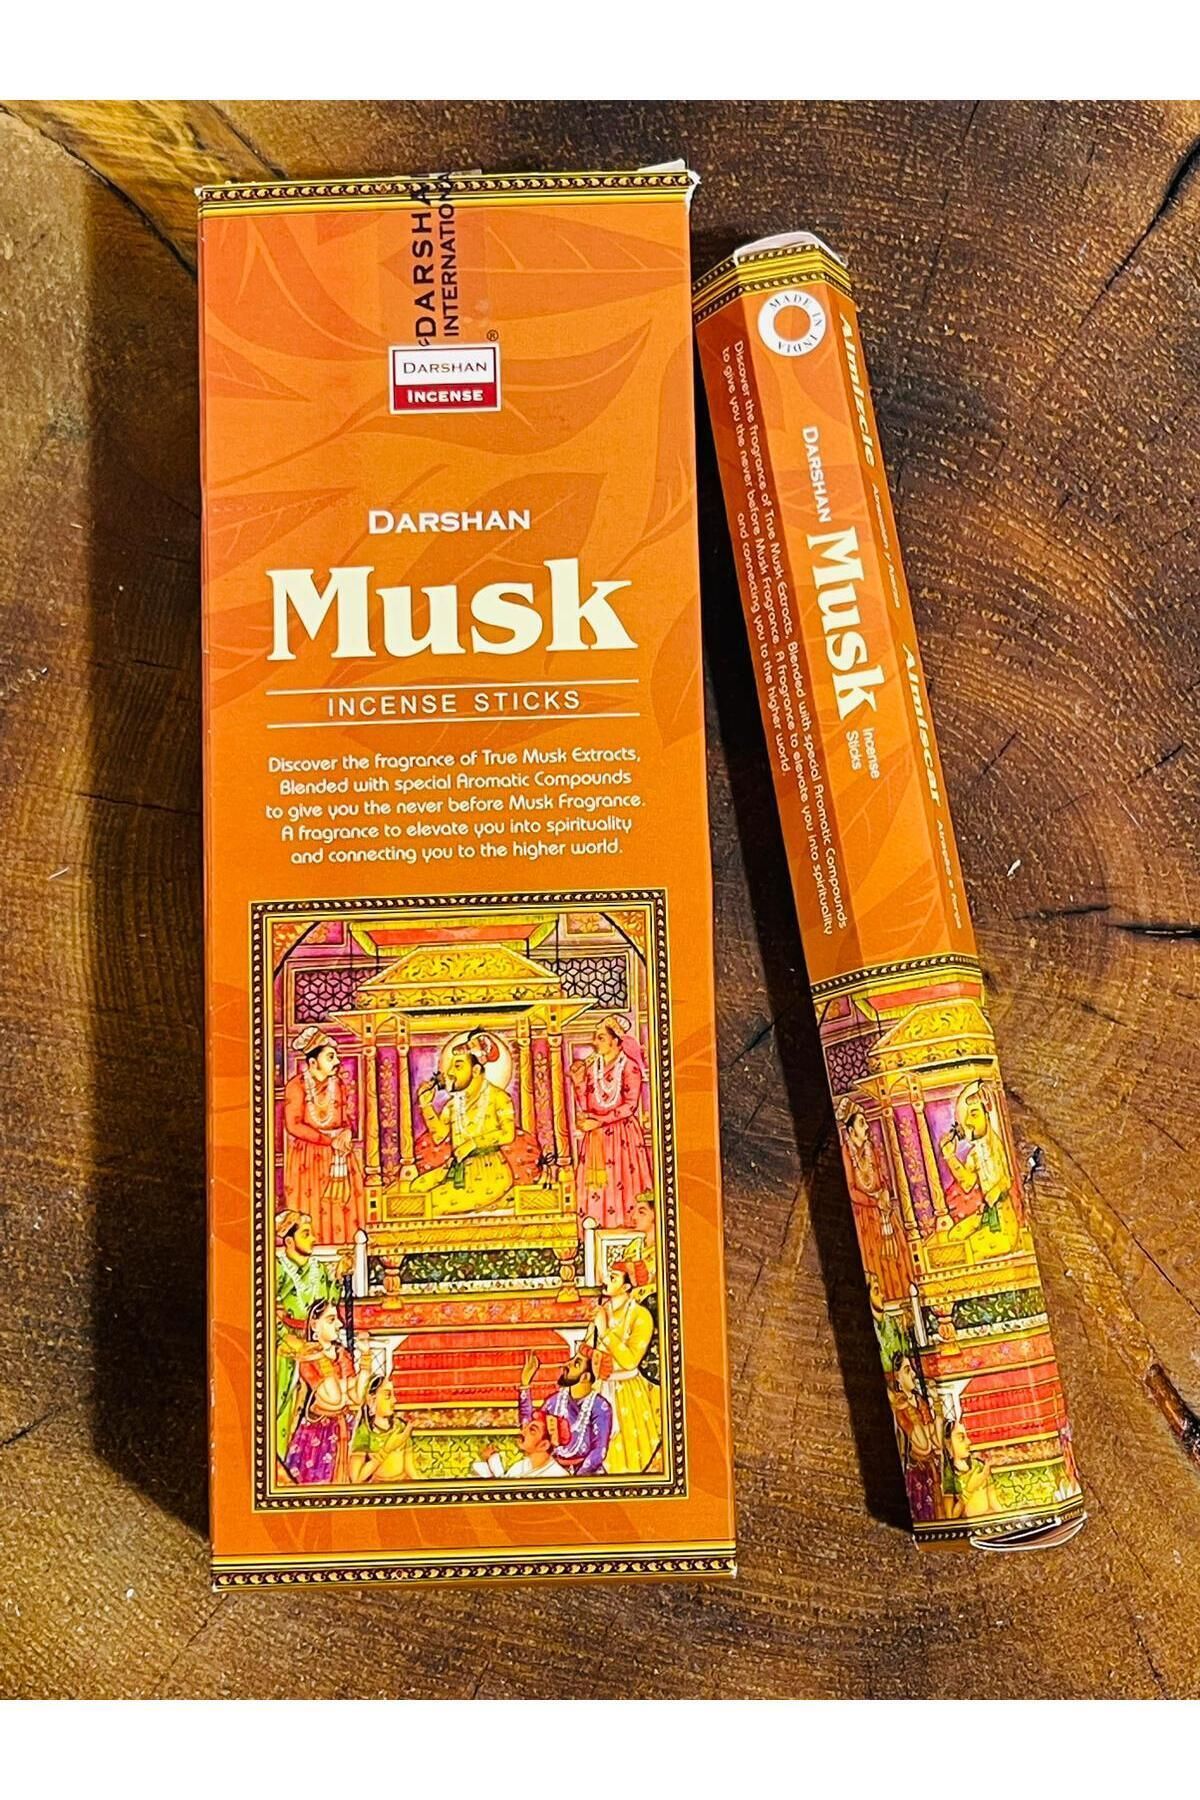 "DARSHA
INTERNATIONA
DARSHAN ®
INCENSE
DARSHAN
Musk
INCENSE STICKS
Discover the fragrance of True Musk Extracts,
Blended with special Aromatic Compounds
to give you the never before Musk Fragrance.
A fragrance to elevate you into spirituality
and connecting you to the higher world.
MADE IN INDIA
Discover the fragrance of True Musk Extracts, Blended with special Aromatic Compounds
to give you the never before Musk Fragrance. A fragrance to elevate you into spirituality
and connecting you to the higher world.
DARSHAN Musk Incense
Sticks
Almizcle
Almiscar